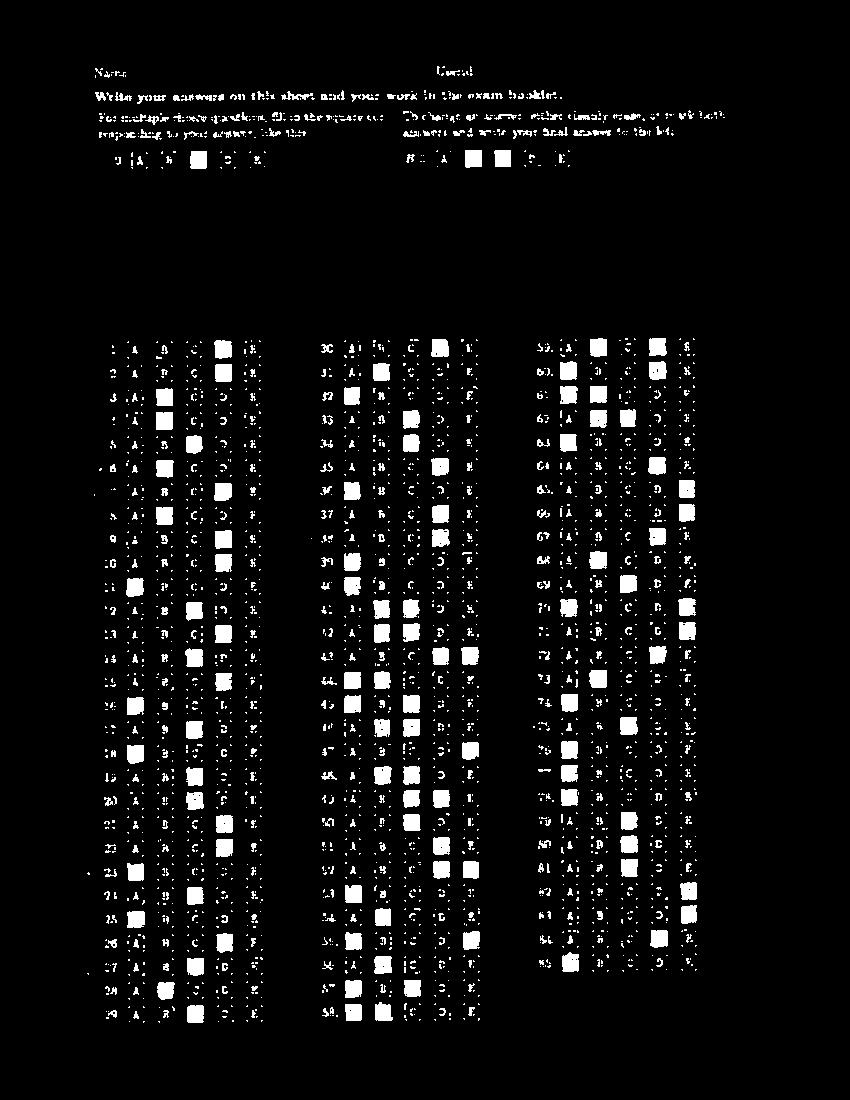 Name Userid
Write your answers on this sheet and your work in the exam booklet.
For multiple choice questions, fill in the square cor-
responding to your answer, like this
To change an answer, either cleanly erase, or mark both
answers and write your final answer to the left:
0 A B D E
B 0 A D E
1 A B C E
2 A B C E
3 A C D E
4 A C D E
5 A B D E
6 A C D E
7 A B C E
8 A C D E
9 A B C E
10 A B C E
11 B C D E
12 A B D E
13 A B C E
14 A B D E
15 A B C E
16 B C D E
17 A B D E
18 B C D E
19 A B D E
20 A B D E
21 A B C E
22 A B C E
23 B C D E
24 A B D E
25 B C D E
26 A B C E
27 A B D E
28 A C D E
29 A B D E
30. A B C E
31 A C D E
32 B C D E
33 A B D E
34 A B D E
35 A B C E
36 B C D E
37 A B C E
38 A B C E
39 B C D E
40 B C D E
41 A D E
42 A D E
43 A B C
44. C D E
45 B D E
46 A D E
47 A B C D
48. A D E
49 A B E
50 A B D E
51 A B C E
52 A B C
53 B C D E
54 A C D E
55 B C D
56 A C D E
57 B D E
58. C D E
59. A C E
60. B C E
61 C D E
62 A D E
63 B C D E
64 A B C E
65. A B C D
66 A B C D
67 A B C E
68 A C D E
69 A B D E
70 B C D
71 A B C D
72 A B C E
73 A C D E
74 B C D E
75 A B D E
76 B C D E
77 B C D E
78. B C D E
79 A B D E
80 A B D E
81 A B D E
82 A B C D
83 A B C D
84 A B C E
85 B C D E